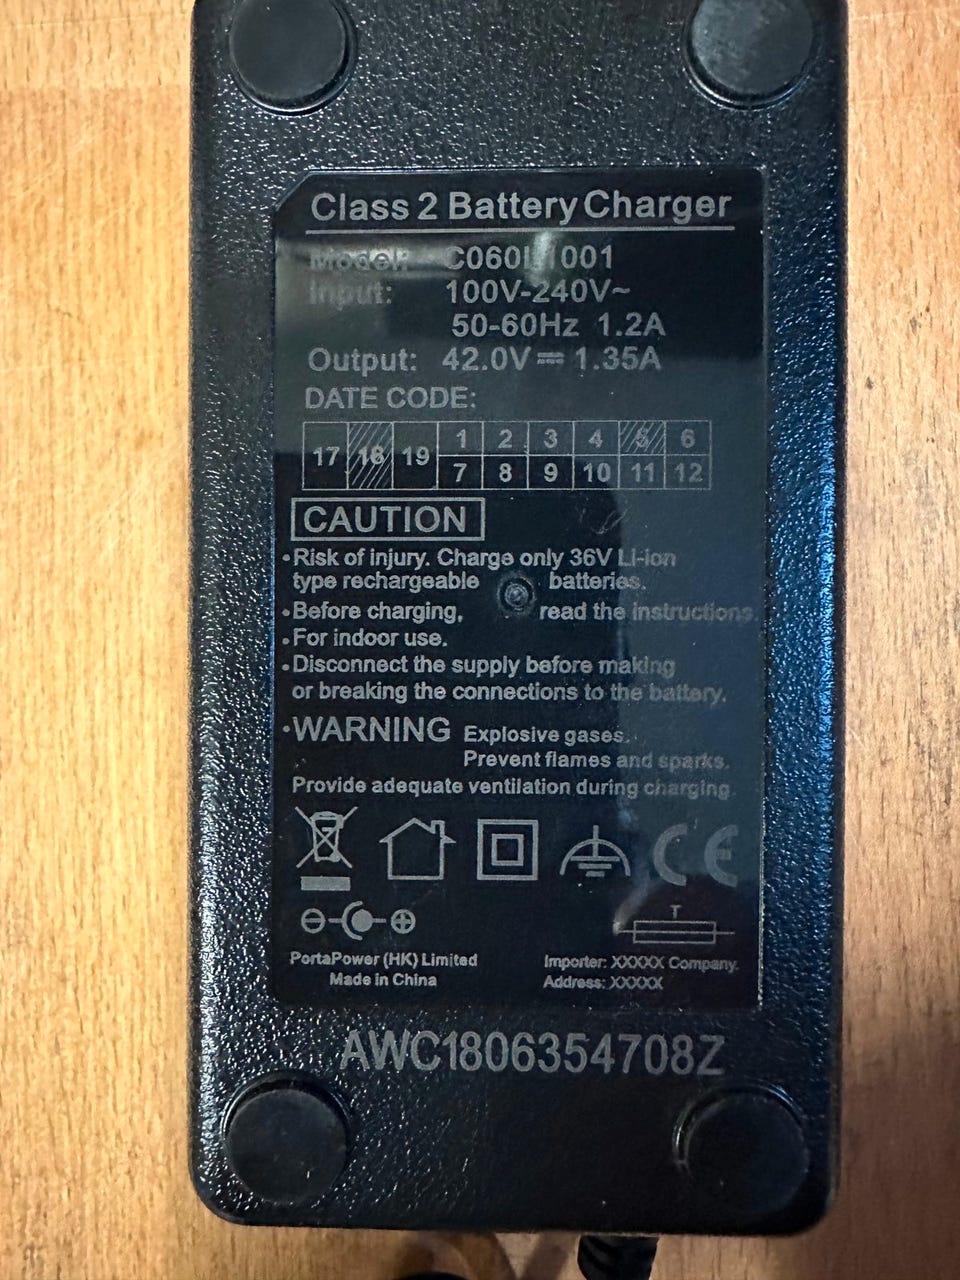 Class 2 Battery Charger
Model:
Input: 100V-240V~
50-60Hz 1.2A
Output: 42.0V⎓1.35A
DATE CODE:
17 18 19 1 2 3 4 5 6
7 8 9 10 11 12
CAUTION
•Risk of injury. Charge only 36V Li-ion
type rechargeable batteries.
•Before charging, read the instructions.
•For indoor use.
•Disconnect the supply before making
or breaking the connections to the battery.
•WARNING Explosive gases.
Prevent flames and sparks.
Provide adequate ventilation during charging.
CE
T
PortaPower (HK) Limited
Made in China
Importer: XXXXX Company.
Address: XXXXX
AWC1806354708Z